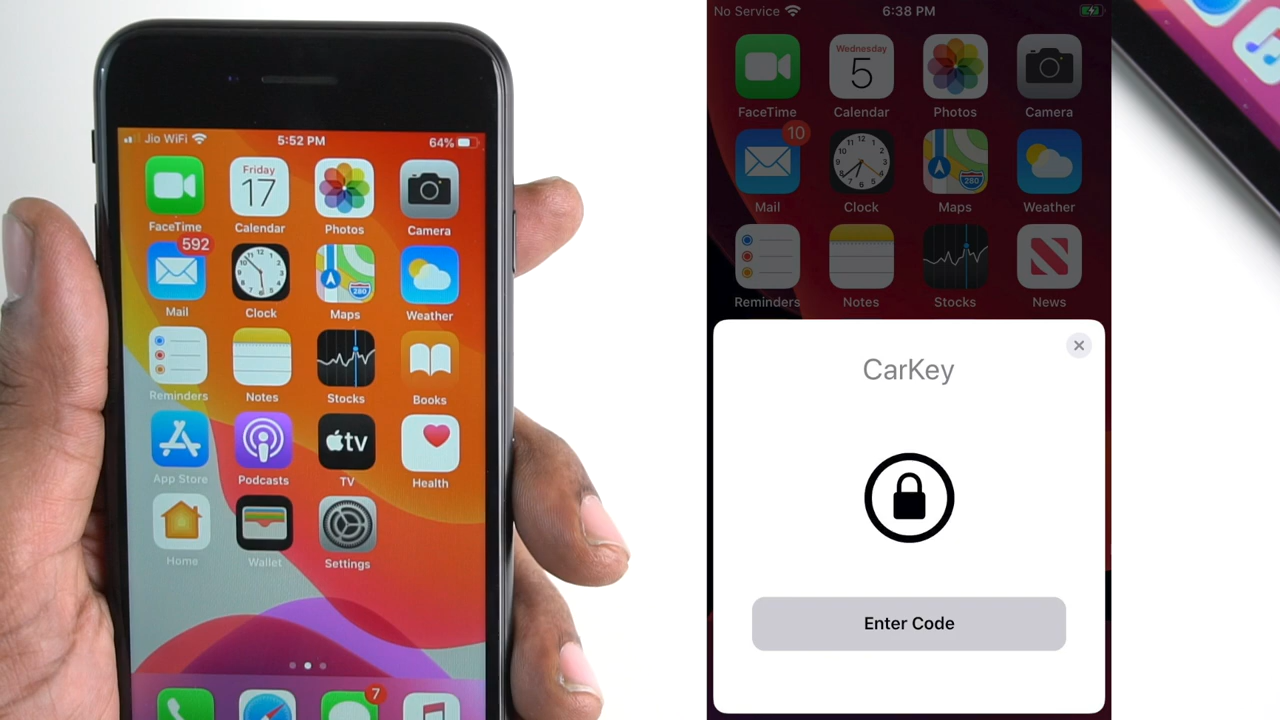 Jio WiFi 5:52 PM 64%
Friday
17
FaceTime Calendar Photos Camera
592
280
Mail Clock Maps Weather
Reminders Notes Stocks Books
tv
App Store Podcasts TV Health
Home Wallet Settings
7
No Service 6:38 PM
Wednesday
5
FaceTime Calendar Photos Camera
10
280
Mail Clock Maps Weather
Reminders Notes Stocks News
CarKey
Enter Code